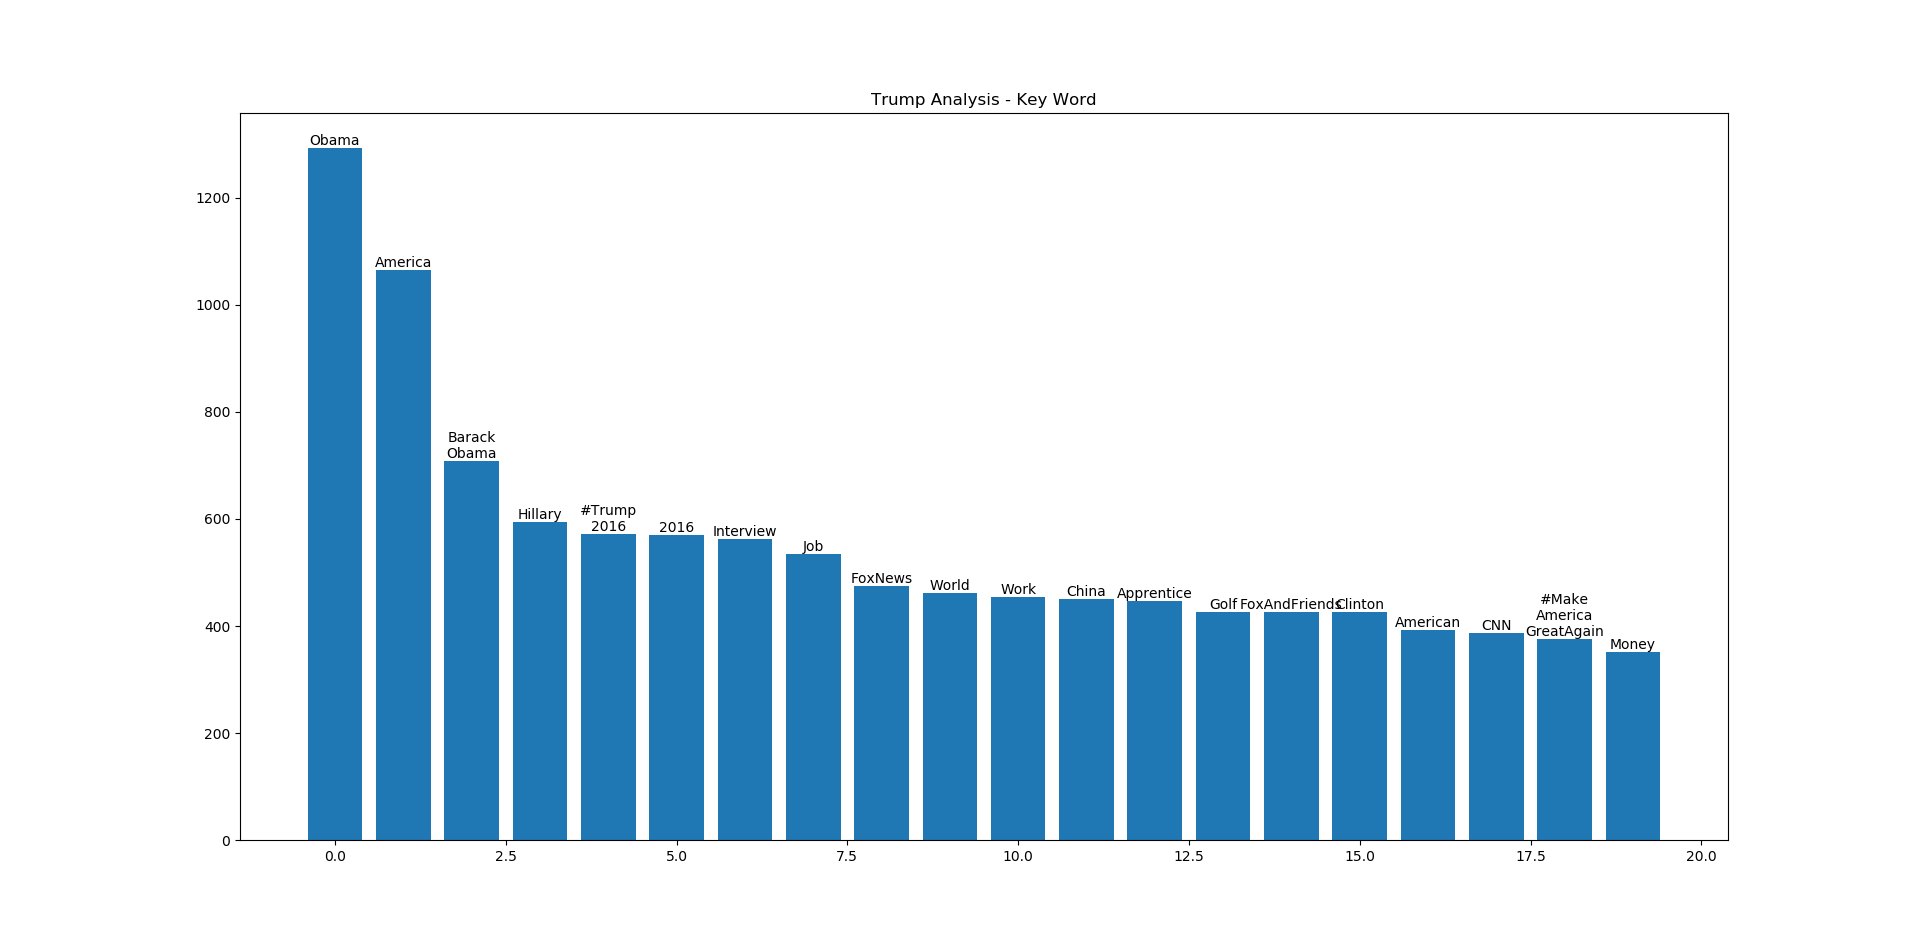 Trump Analysis - Key Word
Obama
America
Barack
Obama
Hillary
#Trump
2016
2016
Interview
Job
FoxNews
World
Work
China
Apprentice
Golf
FoxAndFriends
Clinton
American
CNN
#Make
America
GreatAgain
Money
1200
1000
800
600
400
200
0
0.0 2.5 5.0 7.5 10.0 12.5 15.0 17.5 20.0